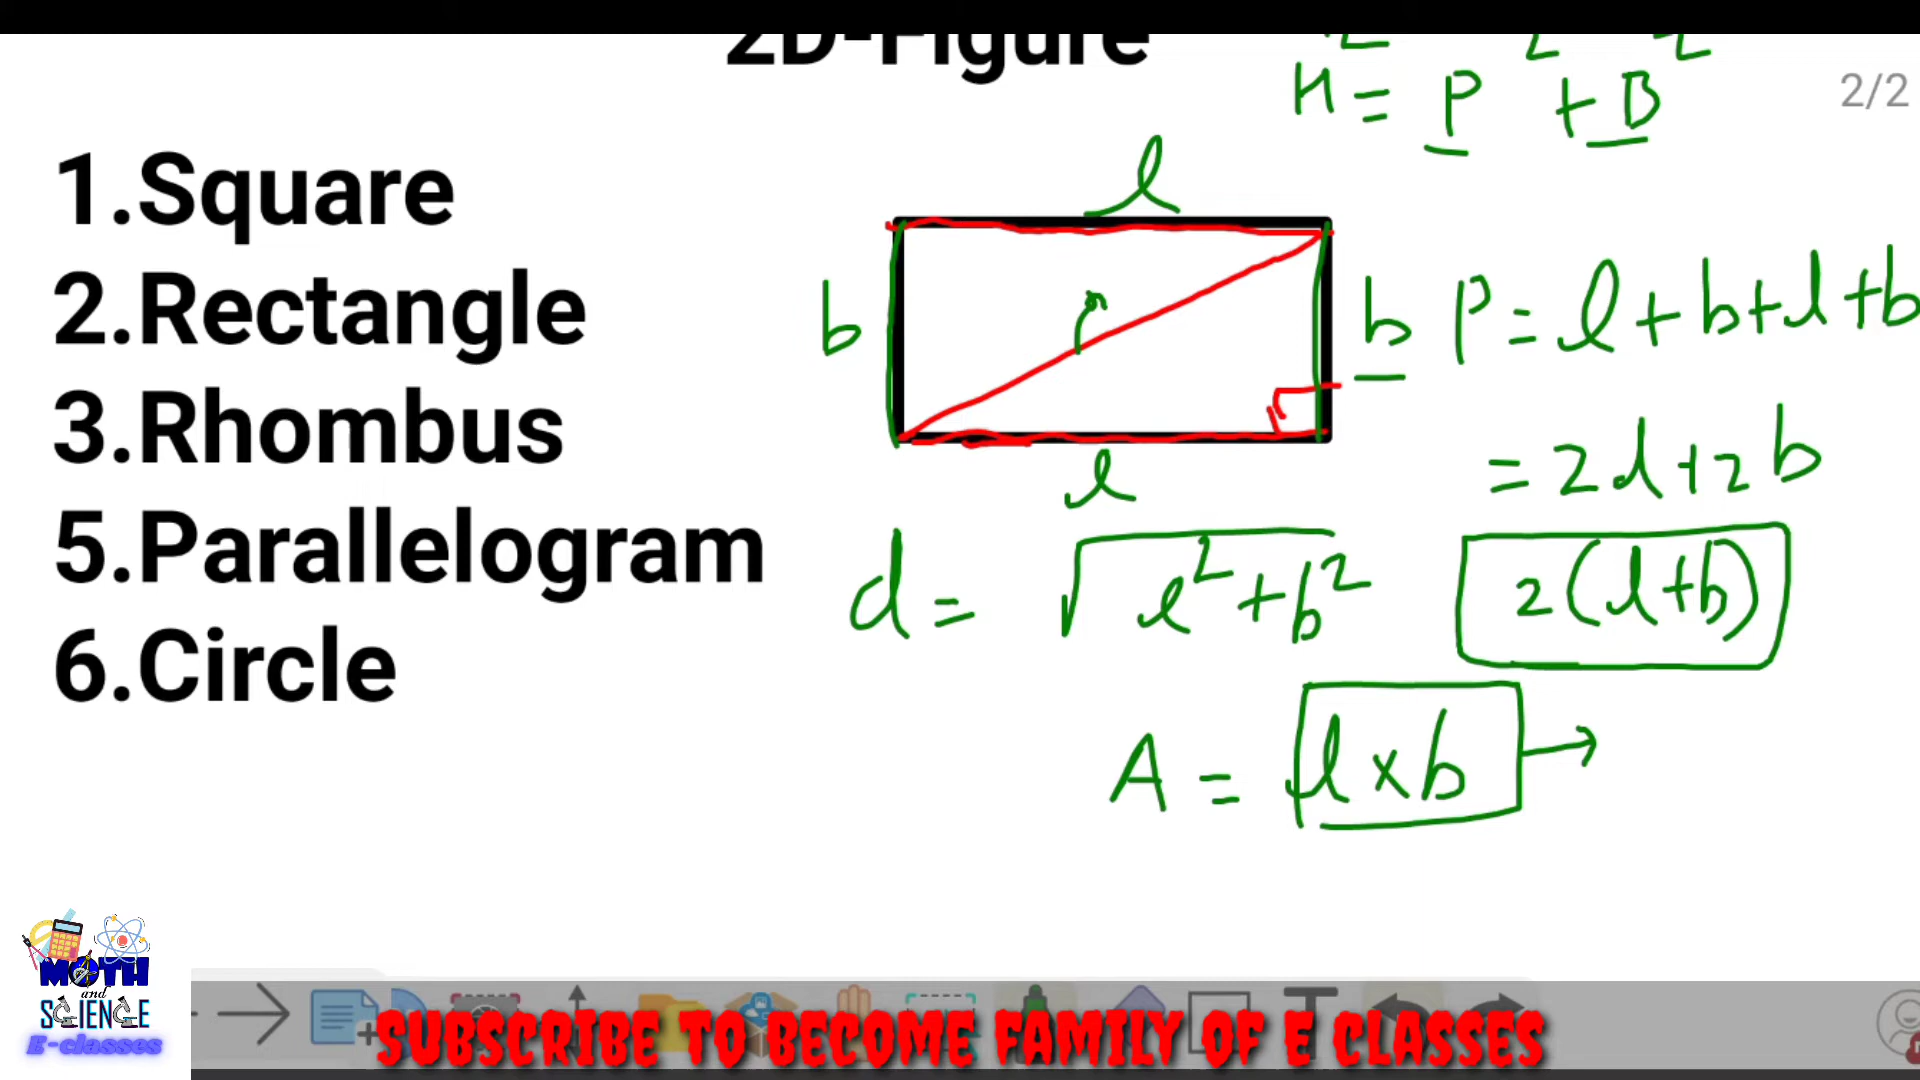 2D-Figure
H² = P² + B²
2/2
1.Square
2.Rectangle
3.Rhombus
5.Parallelogram
6.Circle
l
b
b
l
P = l + b + l + b
= 2l + 2b
2(l+b)
d = √l² + b²
A = l × b
MATH
and
SCIENCE
E-classes
T
SUBSCRIBE TO BECOME FAMILY OF E CLASSES